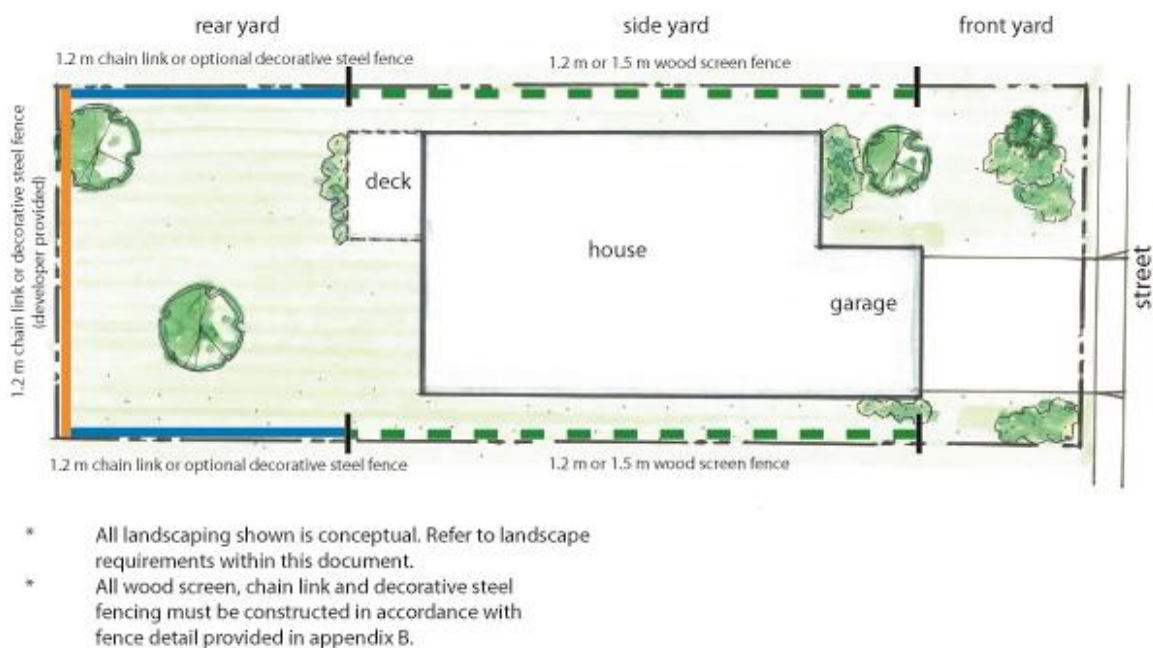 rear yard
side yard
front yard
1.2 m chain link or optional decorative steel fence
1.2 m or 1.5 m wood screen fence
1.2 m chain link or decorative steel fence
(developer provided)
deck
house
garage
street
1.2 m chain link or optional decorative steel fence
1.2 m or 1.5 m wood screen fence
* All landscaping shown is conceptual. Refer to landscape
requirements within this document.
* All wood screen, chain link and decorative steel
fencing must be constructed in accordance with
fence detail provided in appendix B.